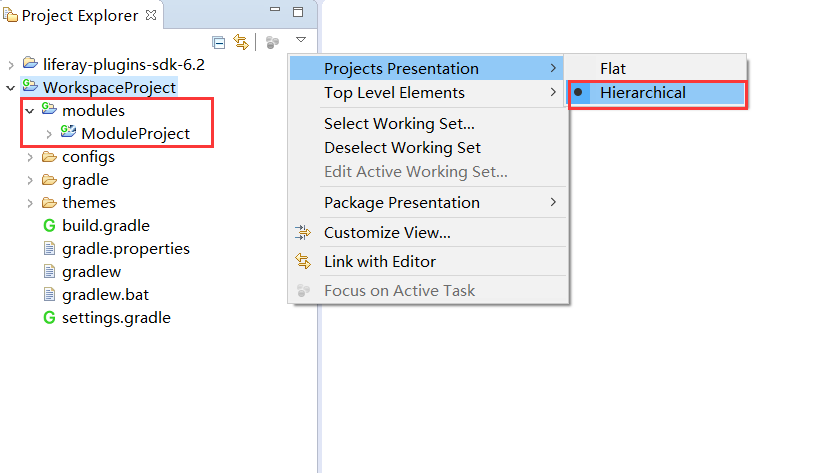 Project Explorer
liferay-plugins-sdk-6.2
WorkspaceProject
modules
ModuleProject
configs
gradle
themes
build.gradle
gradle.properties
gradlew
gradlew.bat
settings.gradle
Projects Presentation
Top Level Elements
Select Working Set...
Deselect Working Set
Edit Active Working Set...
Package Presentation
Customize View...
Link with Editor
Focus on Active Task
Flat
Hierarchical